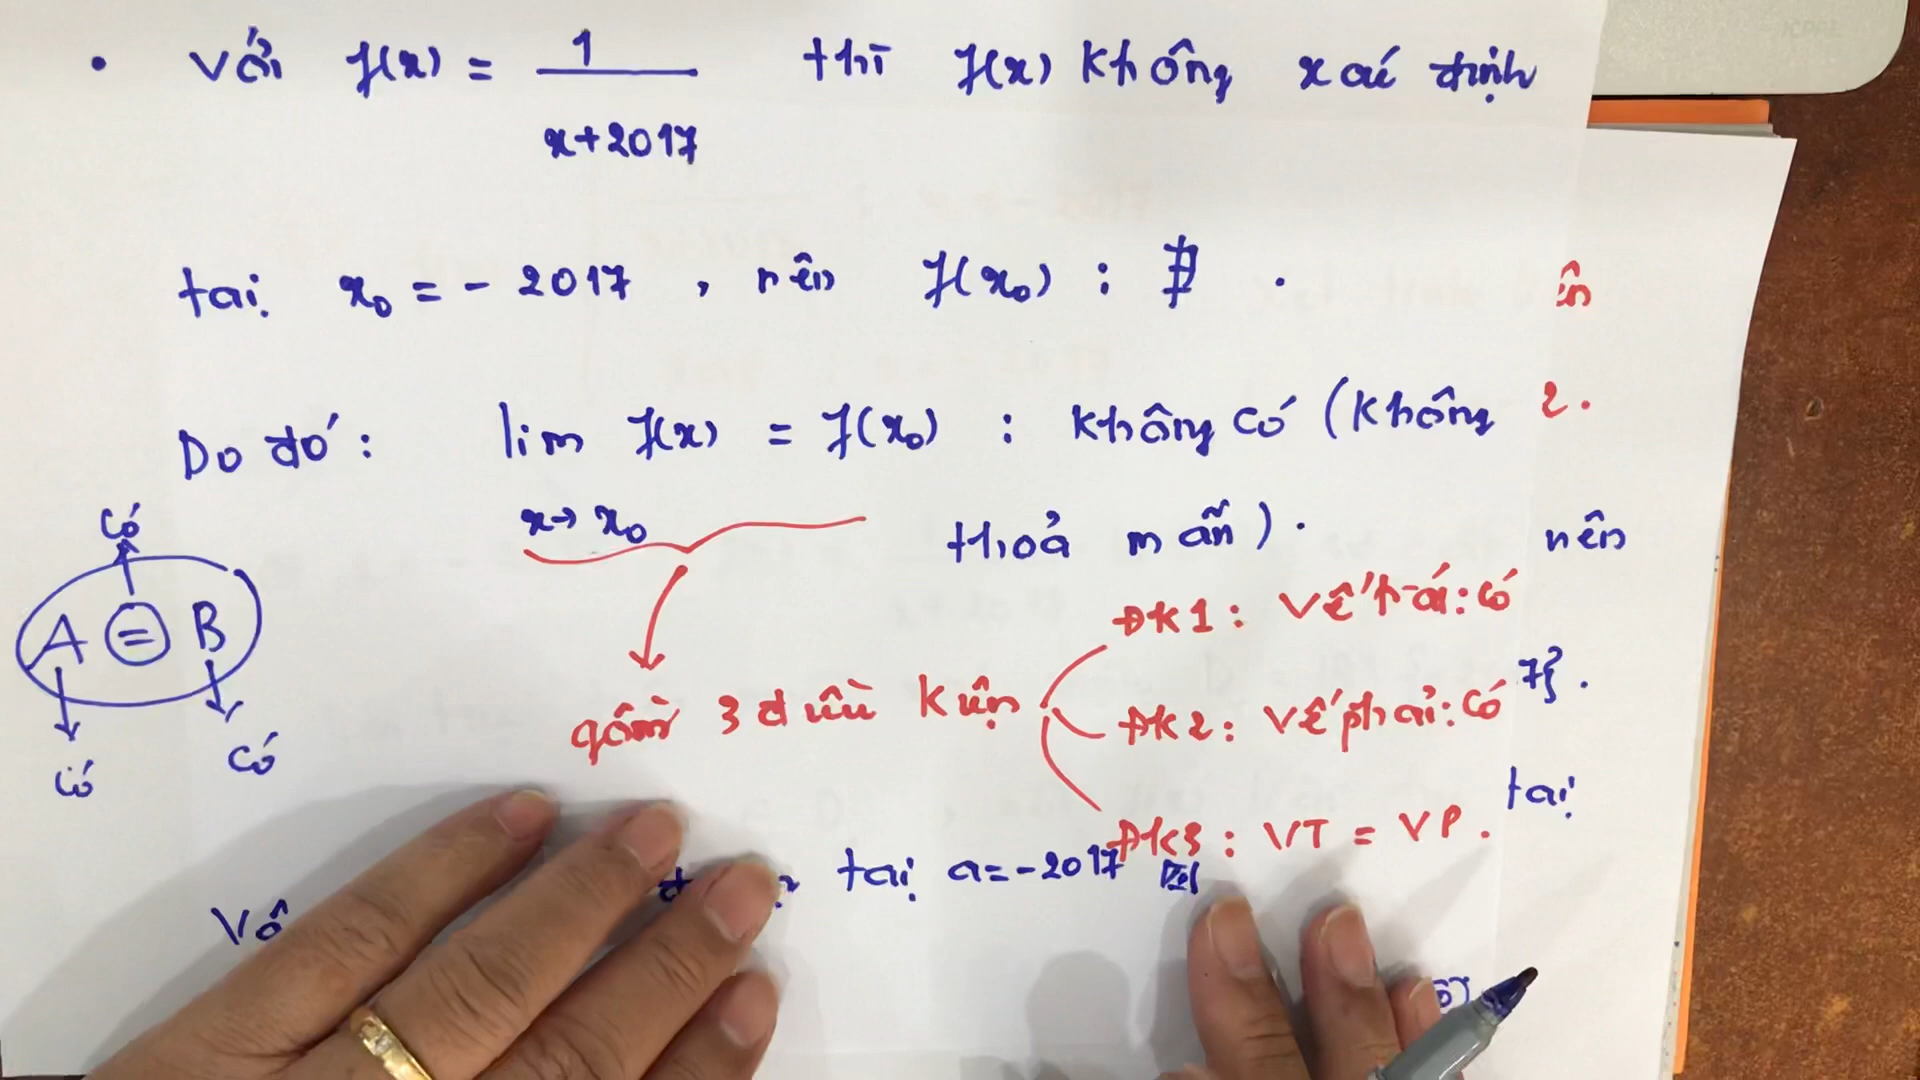 • Với f(x) = 1 / (x+2017) thì f(x) không xác định
tại x₀ = - 2017 , nên f(x₀) : ∄ .
ên
Do đó : lim f(x) = f(x₀) : không có (không
2.
x→x₀ thoả mãn) .
nên
có
A = B
có có
gồm 3 điều kiện
ĐK1 : Vế trái : có
7} .
ĐK2 : Vế phải : có
tại
ĐK3 : VT = VP .
Vô tại a=-2017